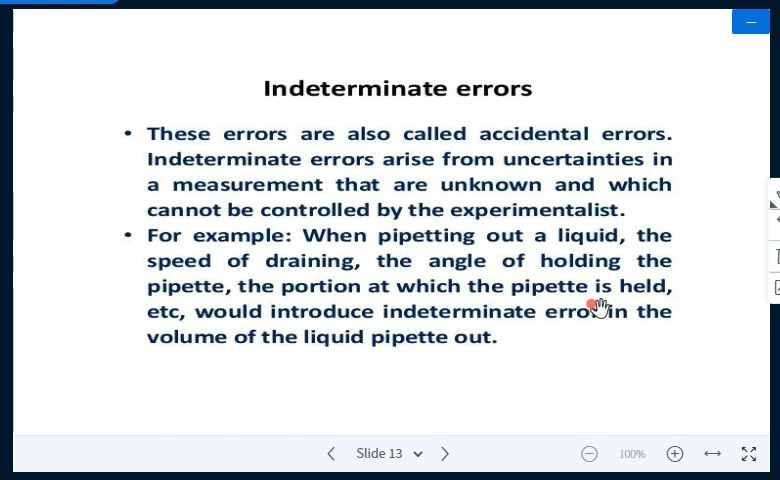 Indeterminate errors
• These errors are also called accidental errors.
Indeterminate errors arise from uncertainties in
a measurement that are unknown and which
cannot be controlled by the experimentalist.
• For example: When pipetting out a liquid, the
speed of draining, the angle of holding the
pipette, the portion at which the pipette is held,
etc, would introduce indeterminate error in the
volume of the liquid pipette out.
Slide 13
100%